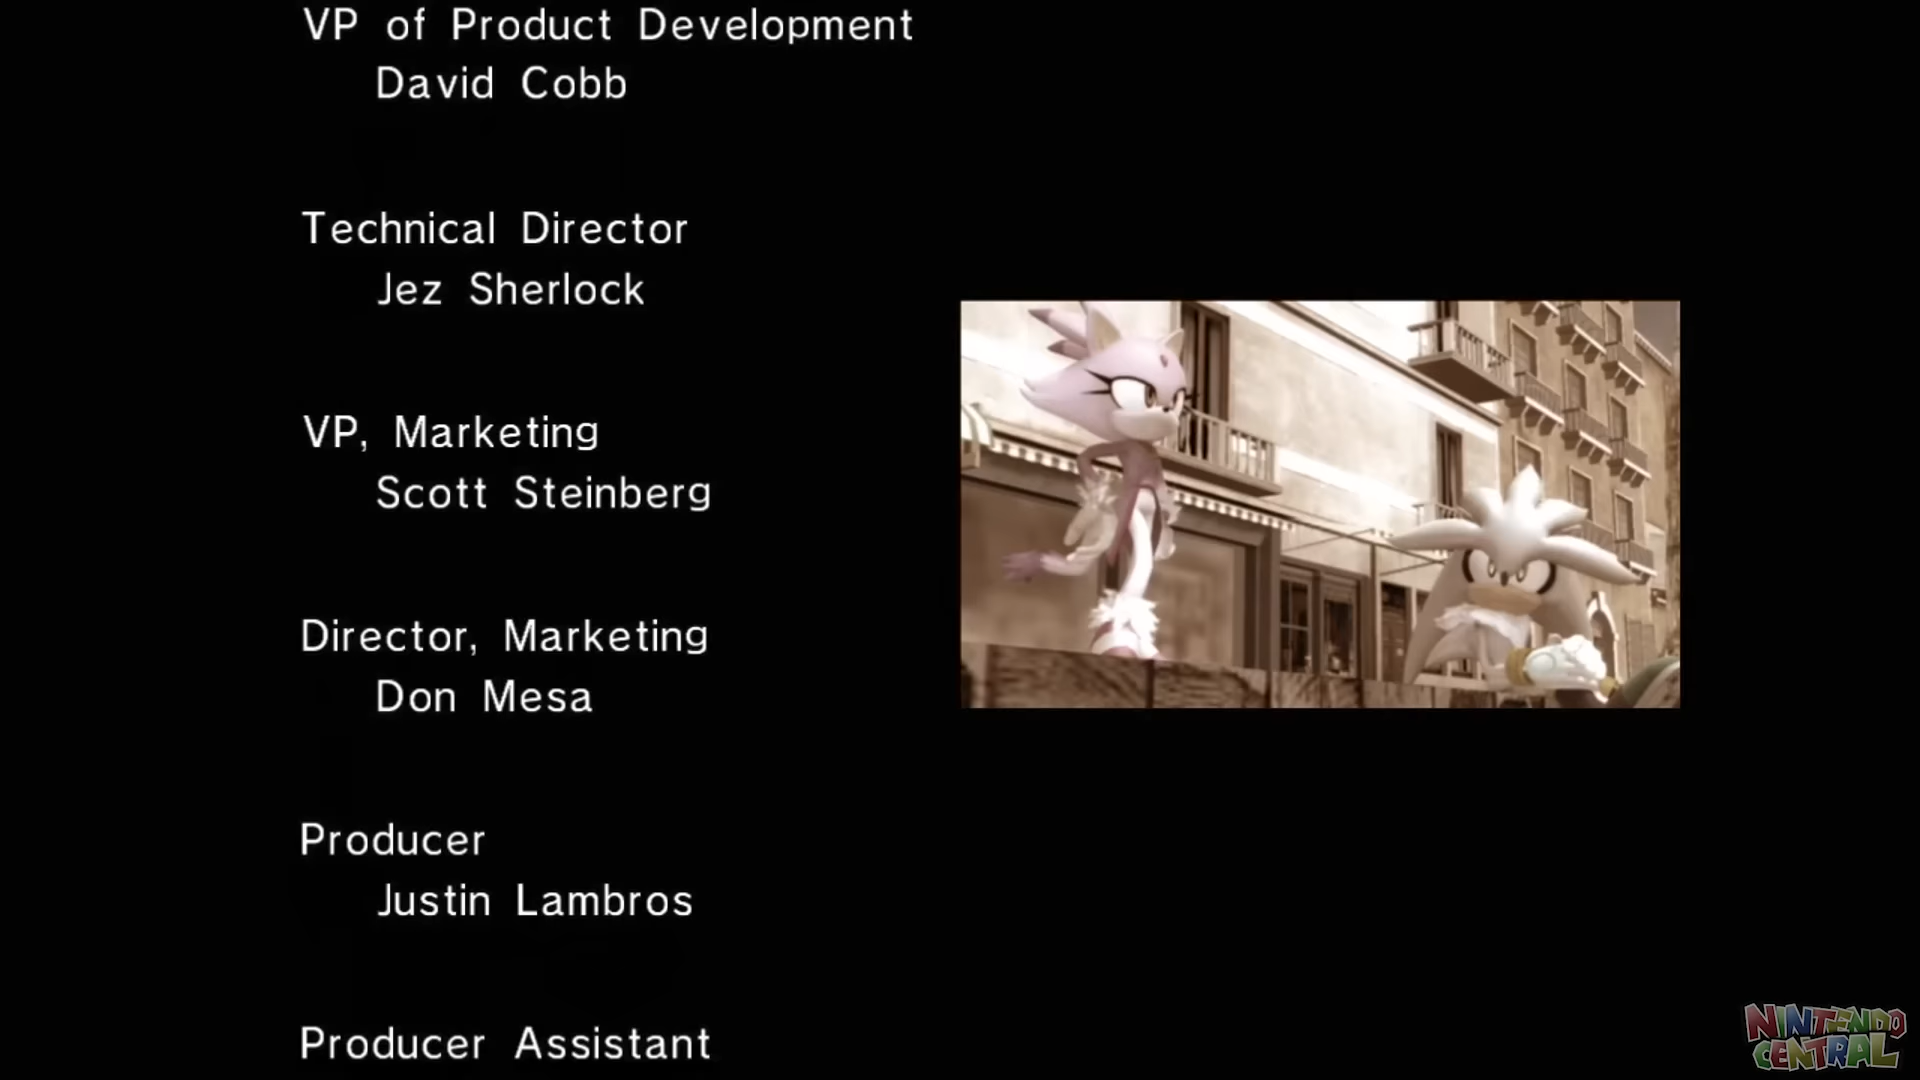 VP of Product Development
David Cobb
Technical Director
Jez Sherlock
VP, Marketing
Scott Steinberg
Director, Marketing
Don Mesa
Producer
Justin Lambros
Producer Assistant
NINTENDO
CENTRAL